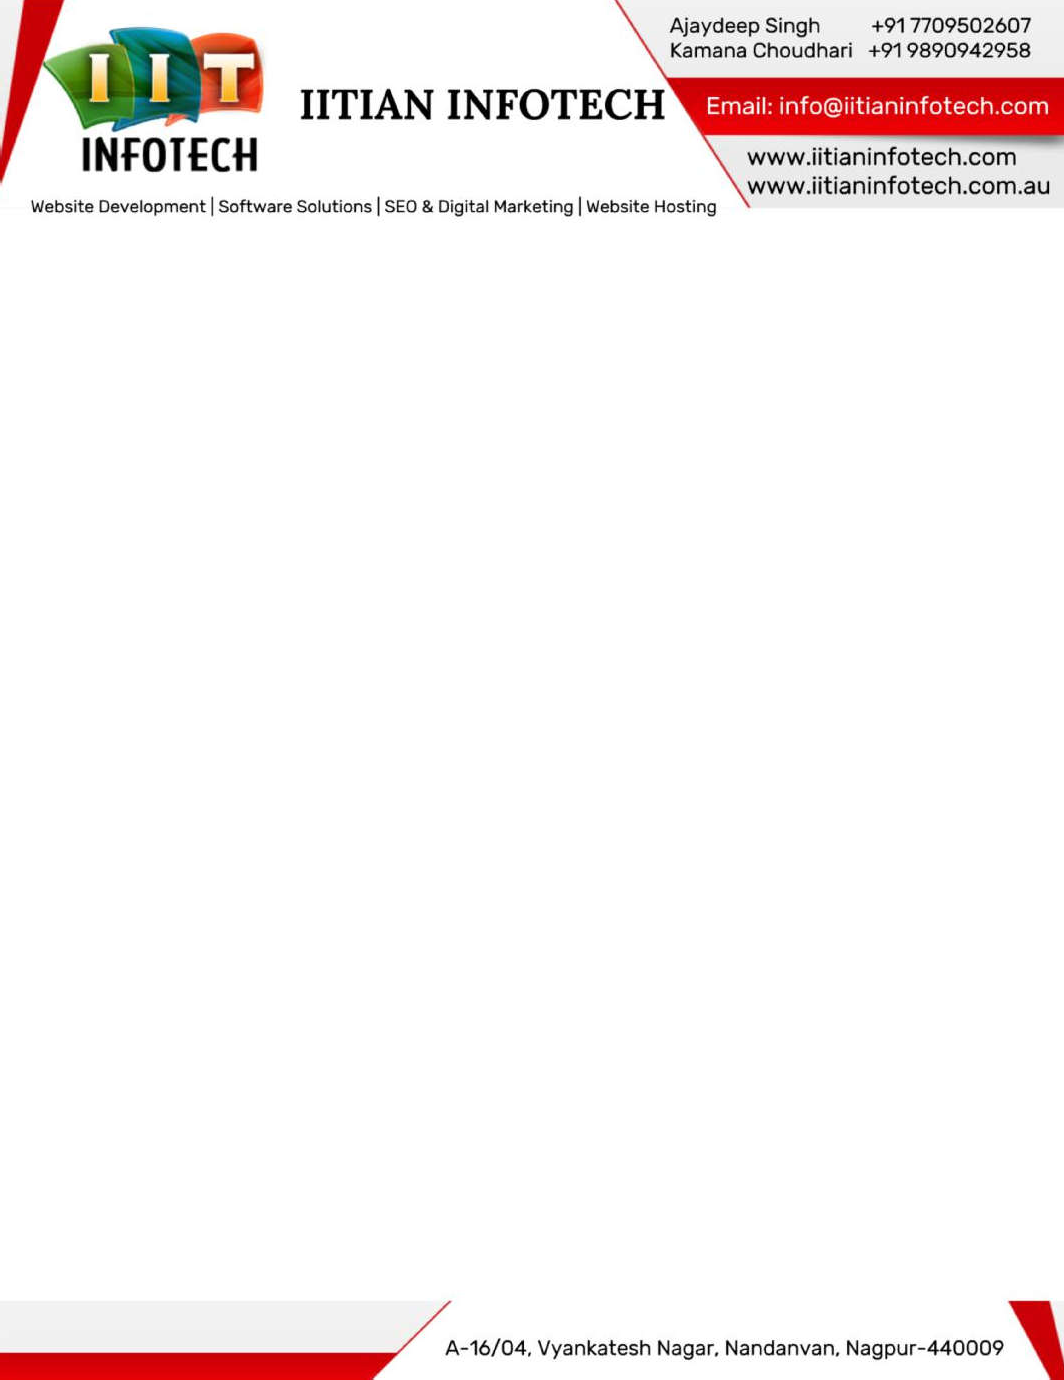 IIT
INFOTECH
IITIAN INFOTECH
Ajaydeep Singh +91 7709502607
Kamana Choudhari +91 9890942958
Email: info@iitianinfotech.com
www.iitianinfotech.com
www.iitianinfotech.com.au
Website Development | Software Solutions | SEO & Digital Marketing | Website Hosting
A-16/04, Vyankatesh Nagar, Nandanvan, Nagpur-440009